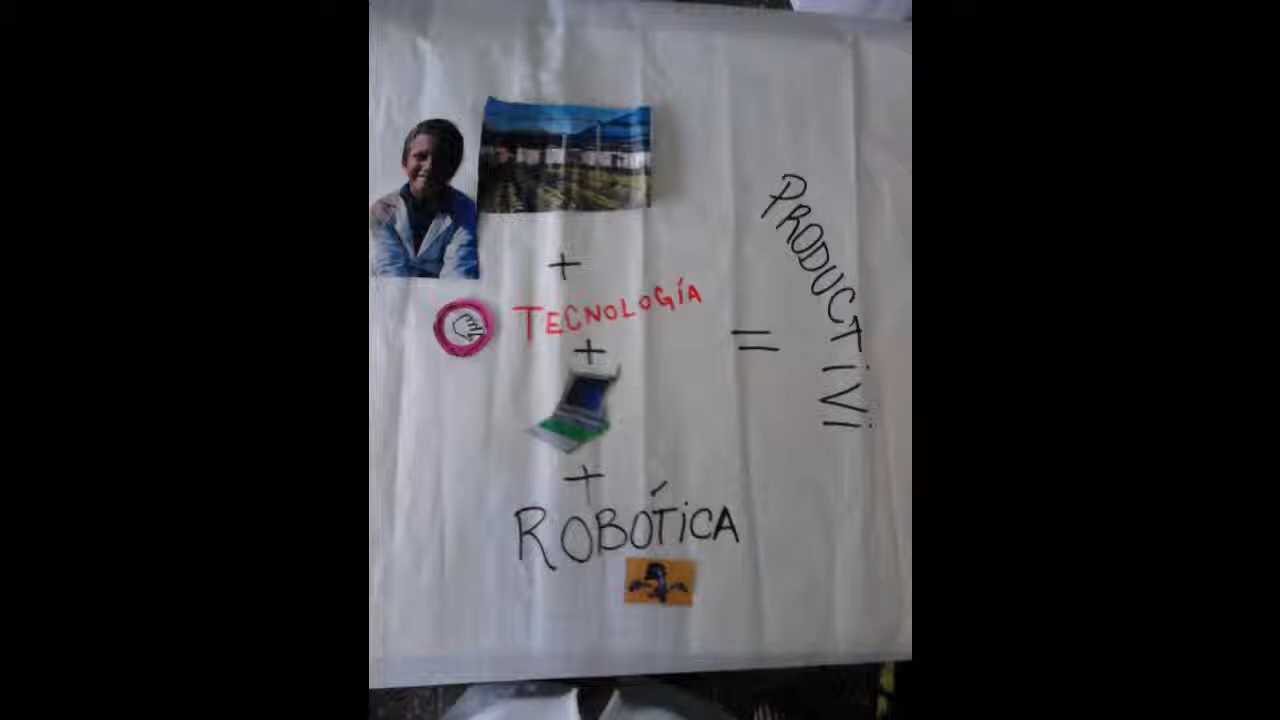 +
TECNOLOGÍA
+
+
ROBÓTiCA
=
PRODUCTiVi